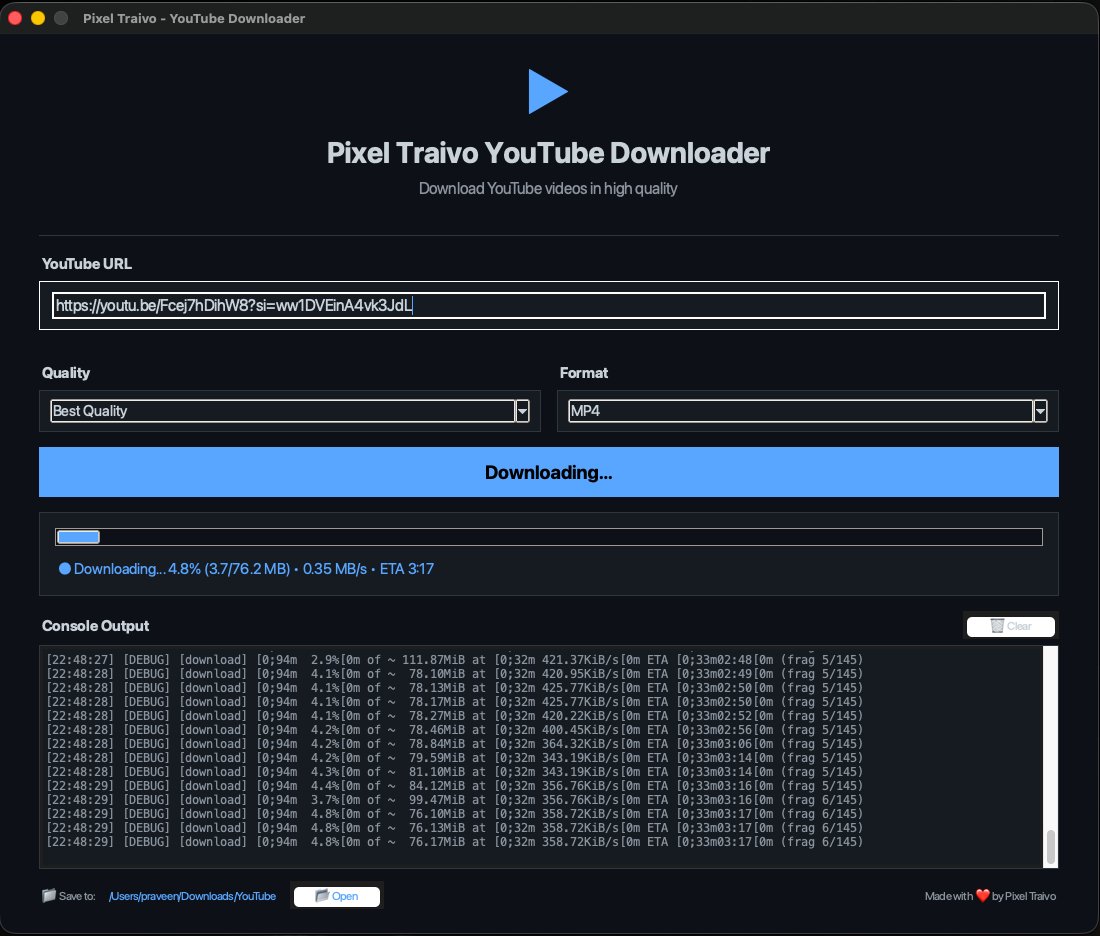 Pixel Traivo - YouTube Downloader
Pixel Traivo YouTube Downloader
Download YouTube videos in high quality
YouTube URL
https://youtu.be/Fcej7hDihW8?si=ww1DVEinA4vk3JdL
Quality
Format
Best Quality
MP4
Downloading...
Downloading... 4.8% (3.7/76.2 MB) • 0.35 MB/s • ETA 3:17
Console Output
Clear
[22:48:27] [DEBUG] [download] [0;94m  2.9%[0m of ~ 111.87MiB at [0;32m 421.37KiB/s[0m ETA [0;33m02:48[0m (frag 5/145)
[22:48:28] [DEBUG] [download] [0;94m  4.1%[0m of ~  78.10MiB at [0;32m 420.95KiB/s[0m ETA [0;33m02:49[0m (frag 5/145)
[22:48:28] [DEBUG] [download] [0;94m  4.1%[0m of ~  78.13MiB at [0;32m 425.77KiB/s[0m ETA [0;33m02:50[0m (frag 5/145)
[22:48:28] [DEBUG] [download] [0;94m  4.1%[0m of ~  78.17MiB at [0;32m 425.77KiB/s[0m ETA [0;33m02:50[0m (frag 5/145)
[22:48:28] [DEBUG] [download] [0;94m  4.1%[0m of ~  78.27MiB at [0;32m 420.22KiB/s[0m ETA [0;33m02:52[0m (frag 5/145)
[22:48:28] [DEBUG] [download] [0;94m  4.2%[0m of ~  78.46MiB at [0;32m 400.45KiB/s[0m ETA [0;33m02:56[0m (frag 5/145)
[22:48:28] [DEBUG] [download] [0;94m  4.2%[0m of ~  78.84MiB at [0;32m 364.32KiB/s[0m ETA [0;33m03:06[0m (frag 5/145)
[22:48:28] [DEBUG] [download] [0;94m  4.2%[0m of ~  79.59MiB at [0;32m 343.19KiB/s[0m ETA [0;33m03:14[0m (frag 5/145)
[22:48:28] [DEBUG] [download] [0;94m  4.3%[0m of ~  81.10MiB at [0;32m 343.19KiB/s[0m ETA [0;33m03:14[0m (frag 5/145)
[22:48:29] [DEBUG] [download] [0;94m  4.4%[0m of ~  84.12MiB at [0;32m 356.76KiB/s[0m ETA [0;33m03:16[0m (frag 5/145)
[22:48:29] [DEBUG] [download] [0;94m  3.7%[0m of ~  99.47MiB at [0;32m 356.76KiB/s[0m ETA [0;33m03:16[0m (frag 6/145)
[22:48:29] [DEBUG] [download] [0;94m  4.8%[0m of ~  76.10MiB at [0;32m 358.72KiB/s[0m ETA [0;33m03:17[0m (frag 6/145)
[22:48:29] [DEBUG] [download] [0;94m  4.8%[0m of ~  76.13MiB at [0;32m 358.72KiB/s[0m ETA [0;33m03:17[0m (frag 6/145)
[22:48:29] [DEBUG] [download] [0;94m  4.8%[0m of ~  76.17MiB at [0;32m 358.72KiB/s[0m ETA [0;33m03:17[0m (frag 6/145)
Save to: /Users/praveen/Downloads/YouTube
Open
Made with ❤️ by Pixel Traivo